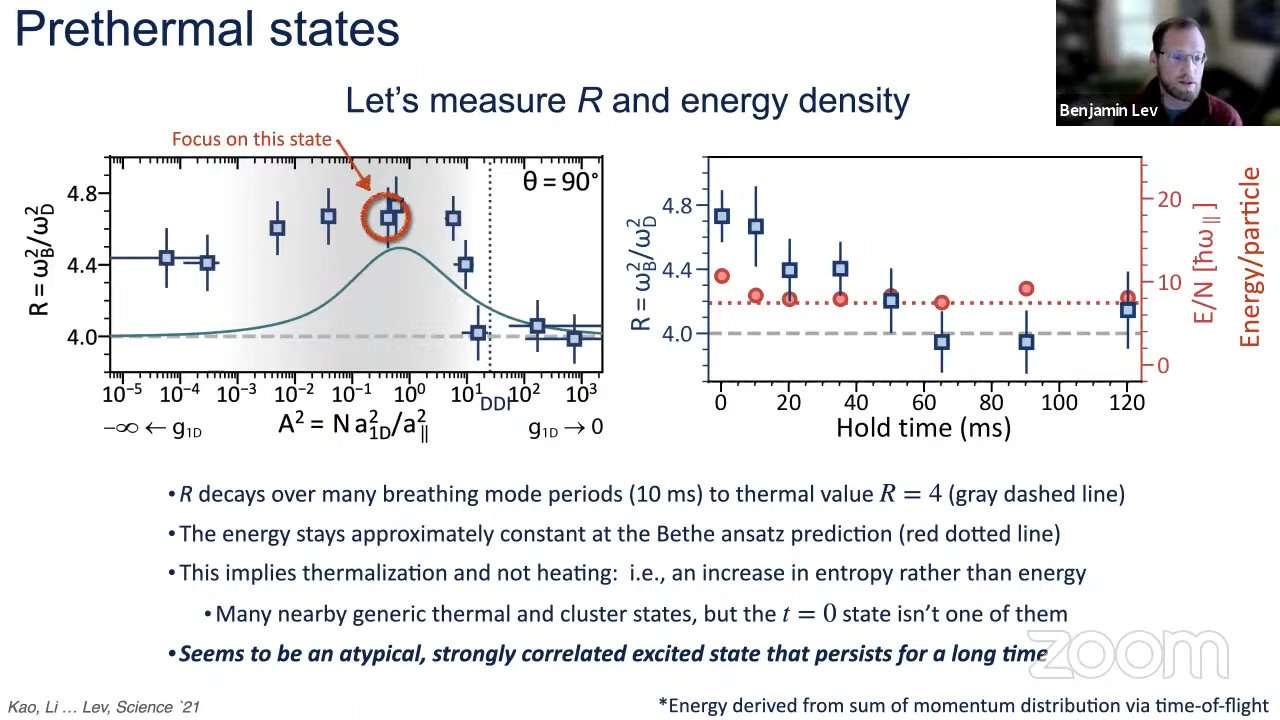 Prethermal states
Benjamin Lev
Let's measure R and energy density
Focus on this state
θ = 90°
R = ω²_B/ω²_D
4.8
4.4
4.0
10⁻⁵ 10⁻⁴ 10⁻³ 10⁻² 10⁻¹ 10⁰ 10¹ 10² 10³
DDI
−∞ ← g₁D
A² = N a²₁D/a²∥
g₁D → 0
R = ω²_B/ω²_D
4.8
4.4
4.0
0 20 40 60 80 100 120
Hold time (ms)
20
10
0
E/N [ħω∥]
Energy/particle
• R decays over many breathing mode periods (10 ms) to thermal value R = 4 (gray dashed line)
• The energy stays approximately constant at the Bethe ansatz prediction (red dotted line)
• This implies thermalization and not heating: i.e., an increase in entropy rather than energy
• Many nearby generic thermal and cluster states, but the t = 0 state isn't one of them
• Seems to be an atypical, strongly correlated excited state that persists for a long time
zoom
Kao, Li … Lev, Science `21
*Energy derived from sum of momentum distribution via time-of-flight